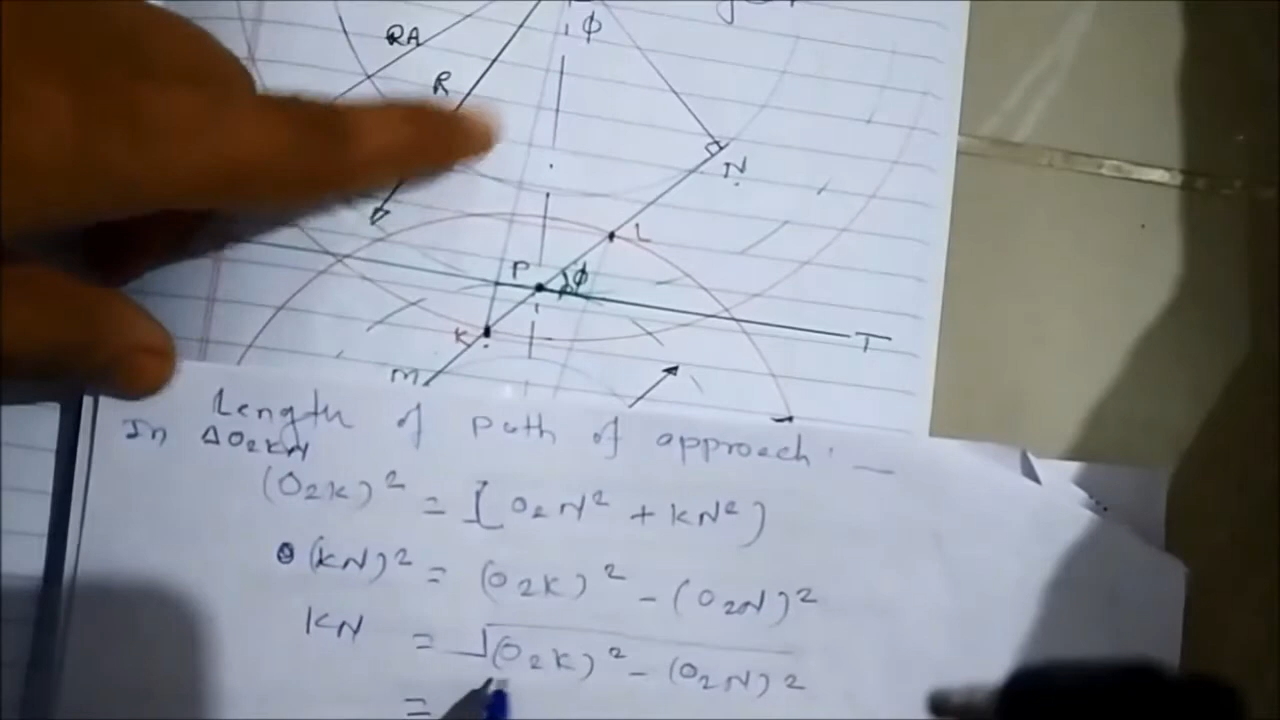 φ
RA
R
N
L
P φ
K
T
M
Length of path of approach :—
In ΔO₂KN
(O₂K)² = [O₂N² + KN²)
(KN)² = (O₂K)² - (O₂N)²
KN = √(O₂K)² - (O₂N)²
=